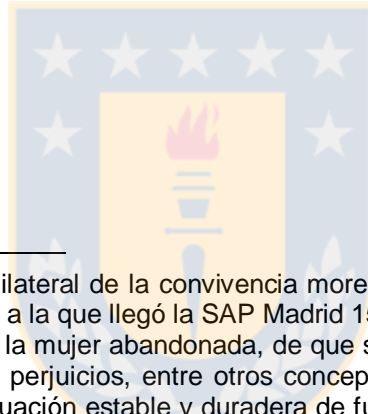 ilateral de la convivencia more
a la que llegó la SAP Madrid 15
la mujer abandonada, de que s
perjuicios, entre otros concep
uación estable y duradera de fu